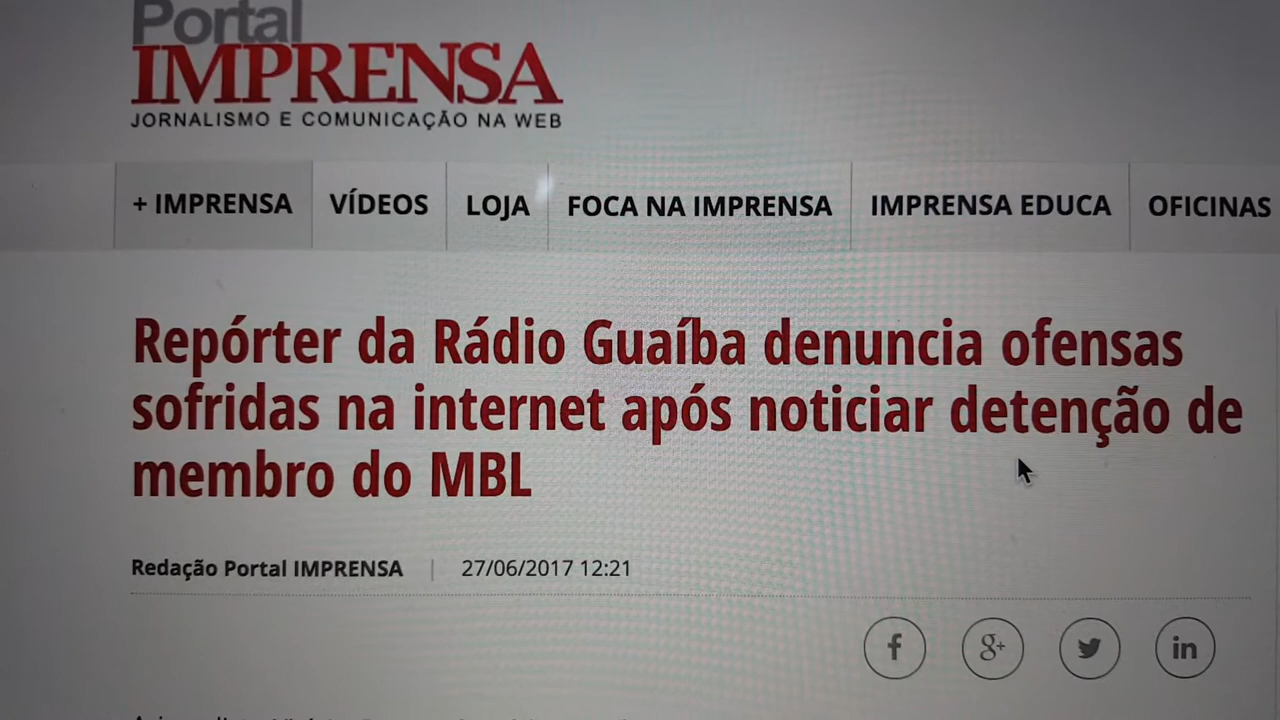 Portal
IMPRENSA
JORNALISMO E COMUNICAÇÃO NA WEB
+ IMPRENSA VÍDEOS LOJA FOCA NA IMPRENSA IMPRENSA EDUCA OFICINAS
Repórter da Rádio Guaíba denuncia ofensas
sofridas na internet após noticiar detenção de
membro do MBL
Redação Portal IMPRENSA | 27/06/2017 12:21
f g+ in